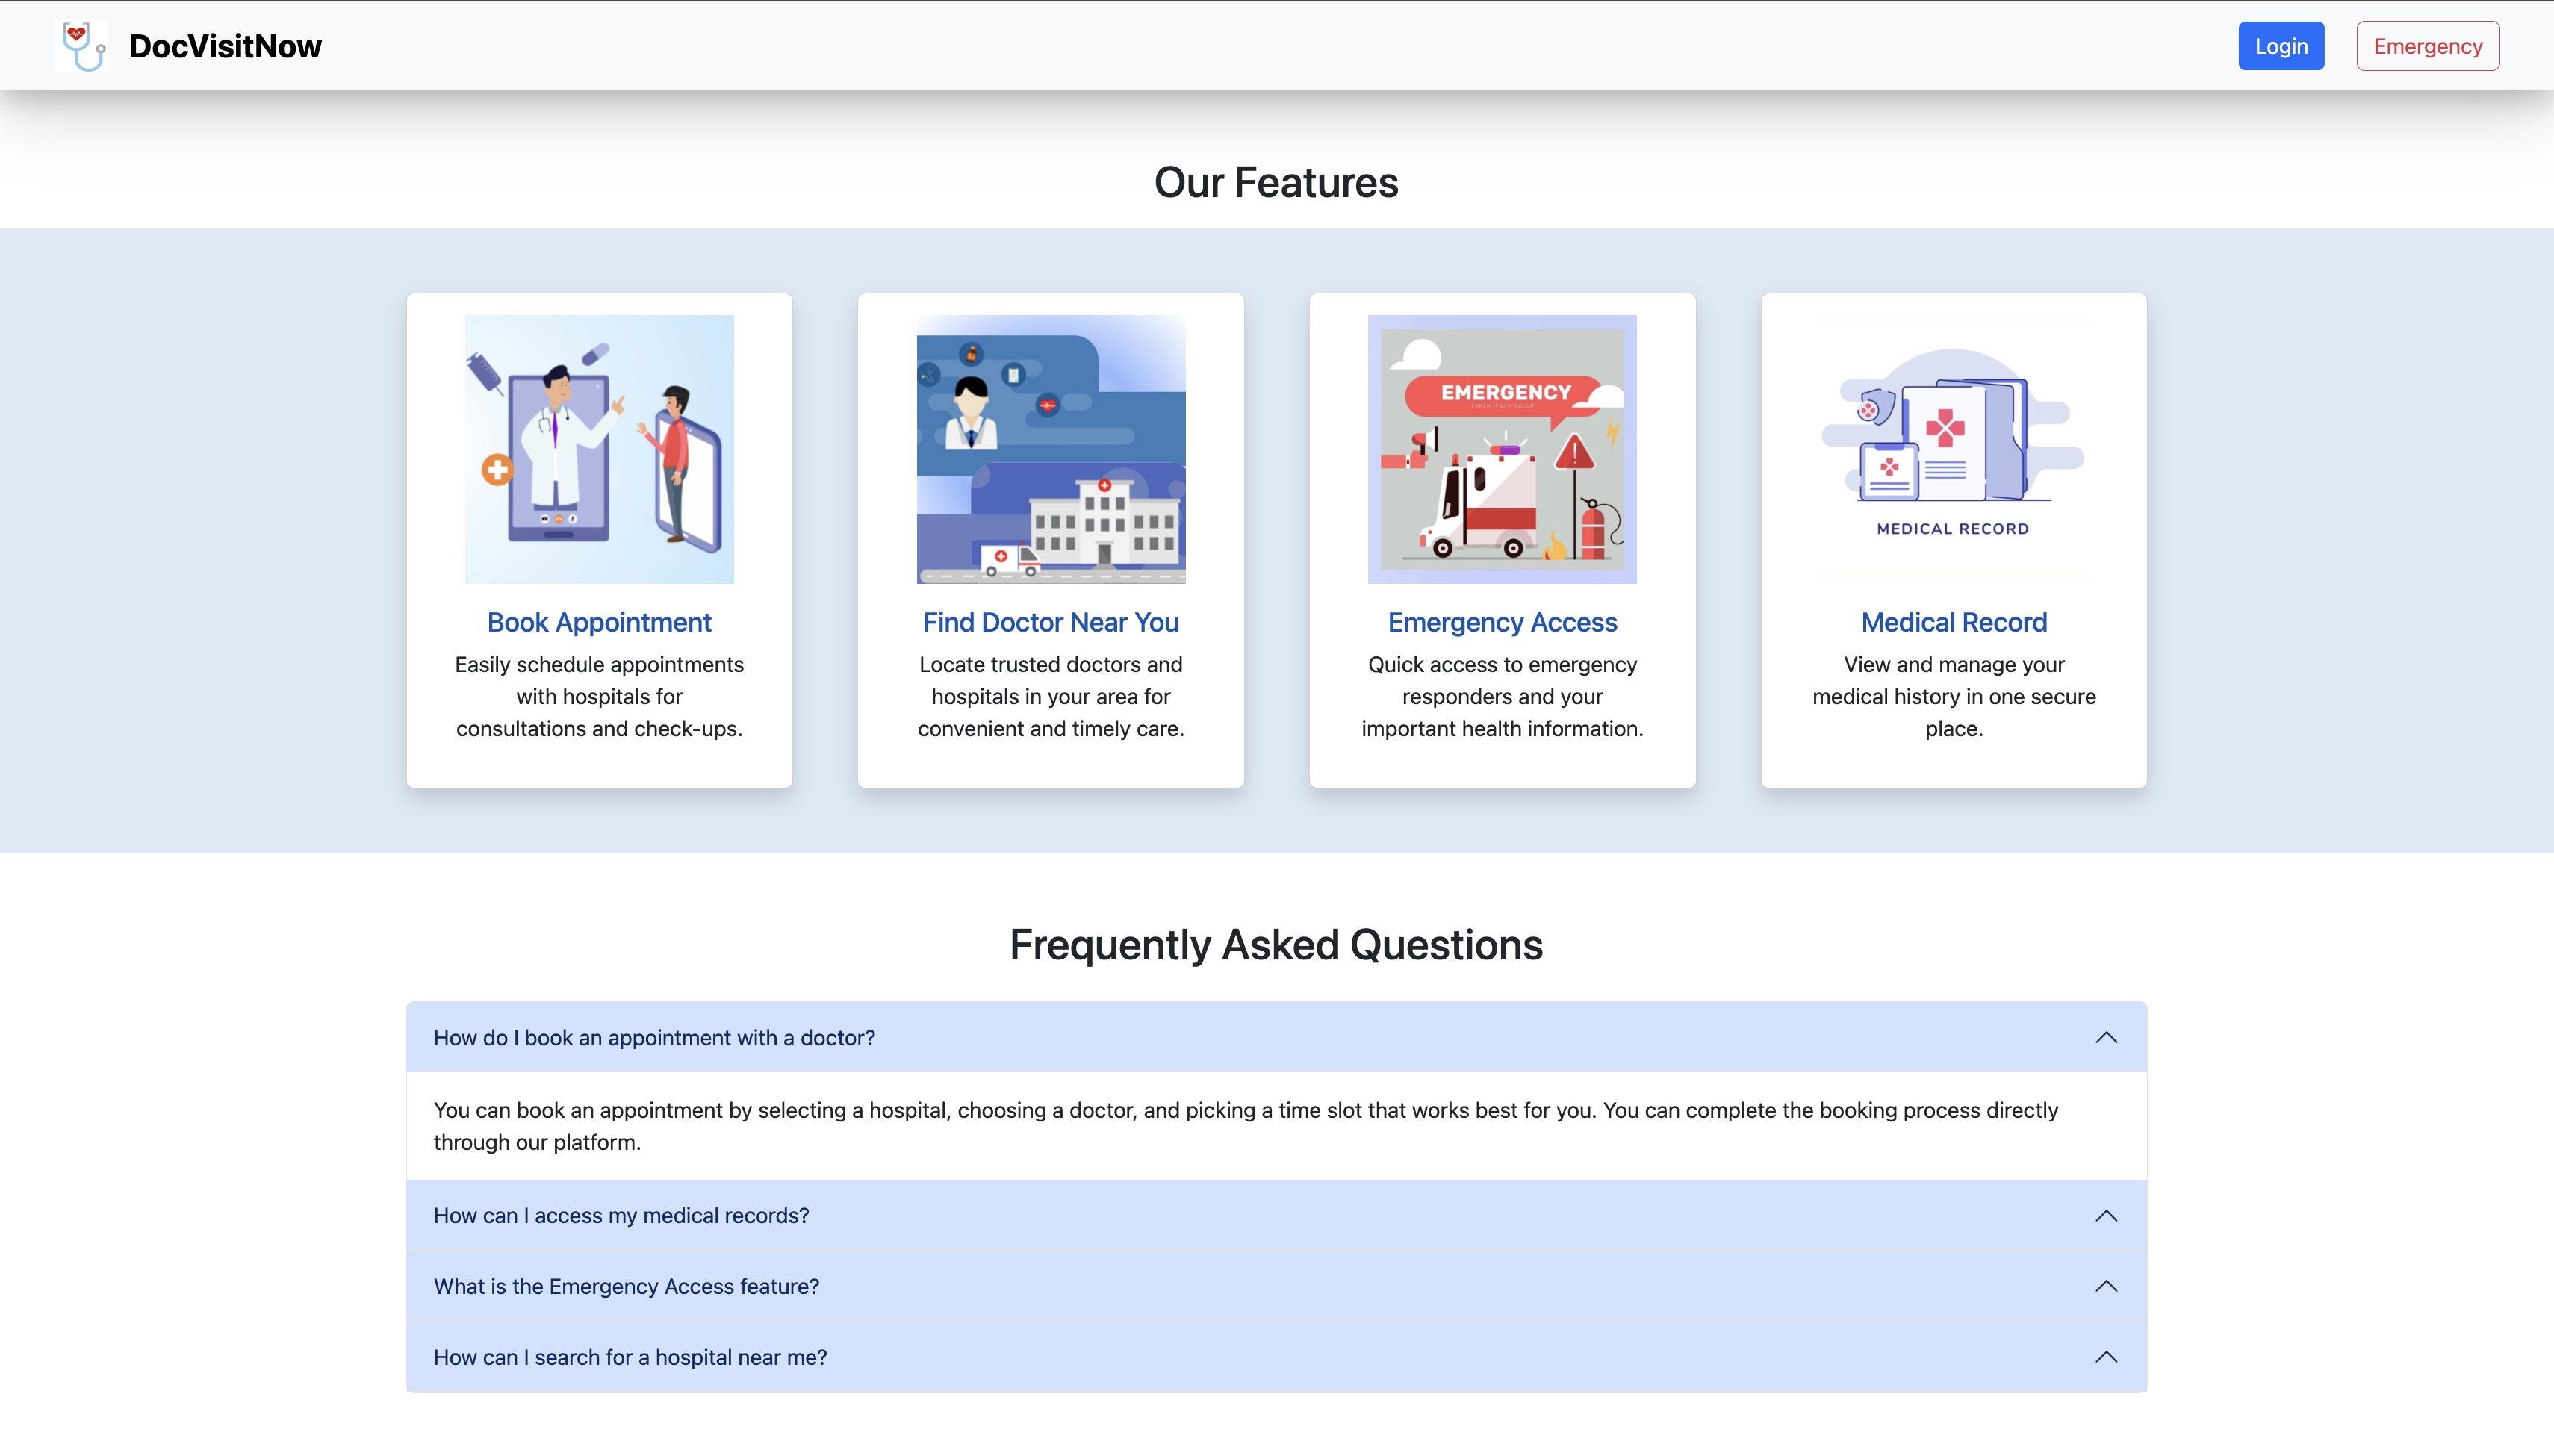 DocVisitNow
Login
Emergency
Our Features
EMERGENCY
LOREM IPSUM DOLOR
MEDICAL RECORD
Book Appointment
Easily schedule appointments
with hospitals for
consultations and check-ups.
Find Doctor Near You
Locate trusted doctors and
hospitals in your area for
convenient and timely care.
Emergency Access
Quick access to emergency
responders and your
important health information.
Medical Record
View and manage your
medical history in one secure
place.
Frequently Asked Questions
How do I book an appointment with a doctor?
You can book an appointment by selecting a hospital, choosing a doctor, and picking a time slot that works best for you. You can complete the booking process directly
through our platform.
How can I access my medical records?
What is the Emergency Access feature?
How can I search for a hospital near me?